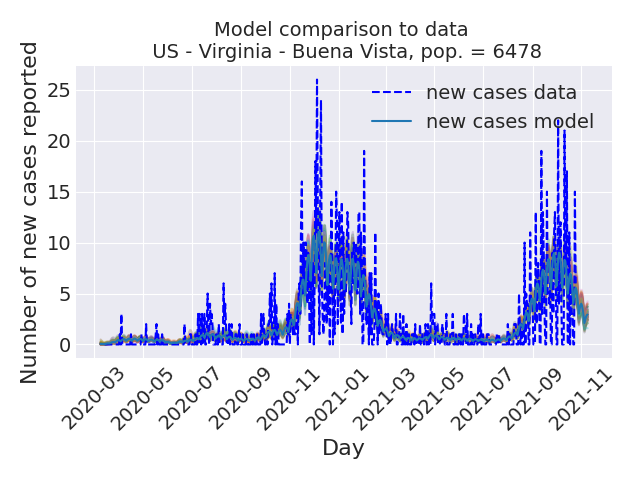 Model comparison to data
US - Virginia - Buena Vista, pop. = 6478
Number of new cases reported
25
20
15
10
5
0
new cases data
new cases model
2020-03
2020-05
2020-07
2020-09
2020-11
2021-01
2021-03
2021-05
2021-07
2021-09
2021-11
Day